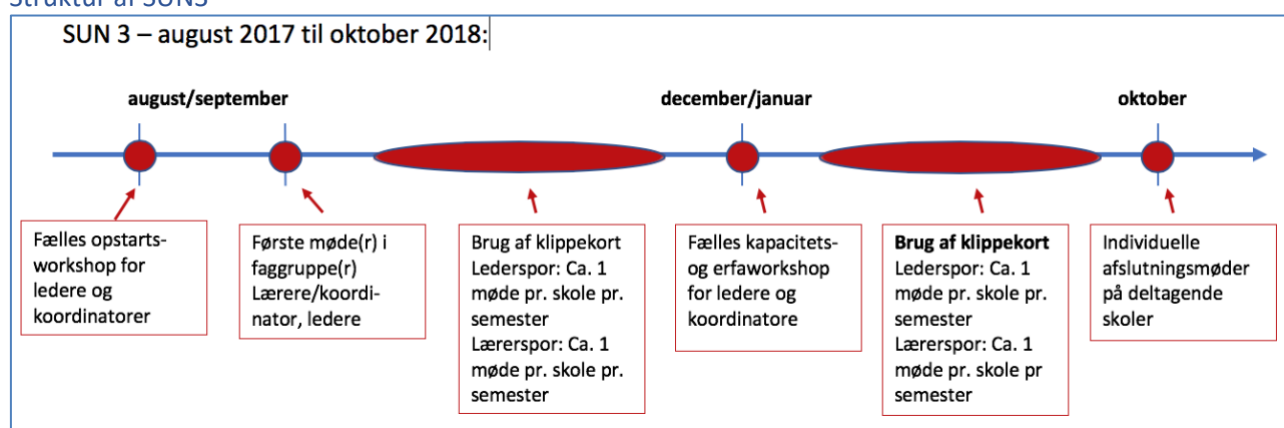 Struktur af SUN3
SUN 3 – august 2017 til oktober 2018:
august/september
december/januar
oktober
Fælles opstarts-
workshop for
ledere og
koordinatorer
Første møde(r) i
faggruppe(r)
Lærere/koordi-
nator, ledere
Brug af klippekort
Lederspor: Ca. 1
møde pr. skole pr.
semester
Lærerspor: Ca. 1
møde pr. skole pr.
semester
Fælles kapacitets-
og erfaworkshop
for ledere og
koordinatore
Brug af klippekort
Lederspor: Ca. 1
møde pr. skole pr.
semester
Lærerspor: Ca. 1
møde pr. skole pr
semester
Individuelle
afslutningsmøder
på deltagende
skoler